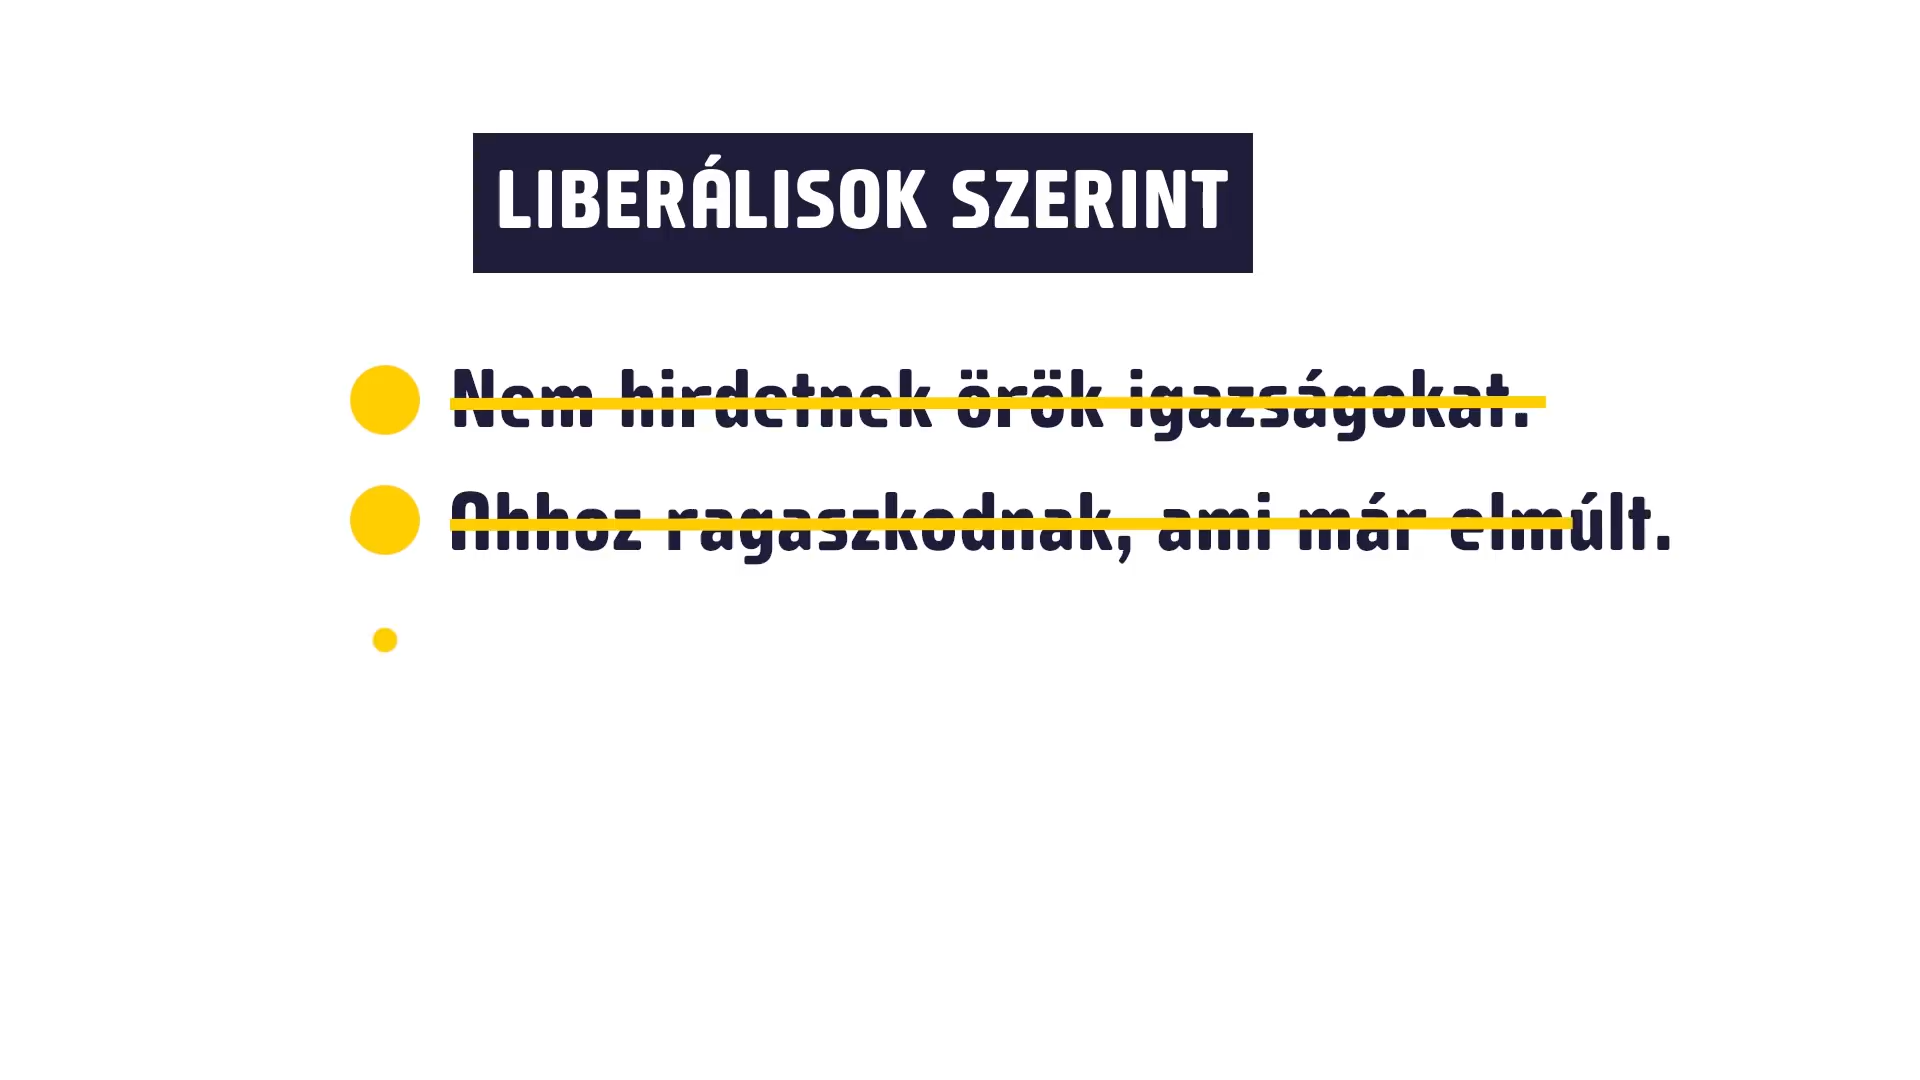 LIBERÁLISOK SZERINT
Nem hirdetnek örök igazságokat.
Ahhoz ragaszkodnak, ami már elmúlt.